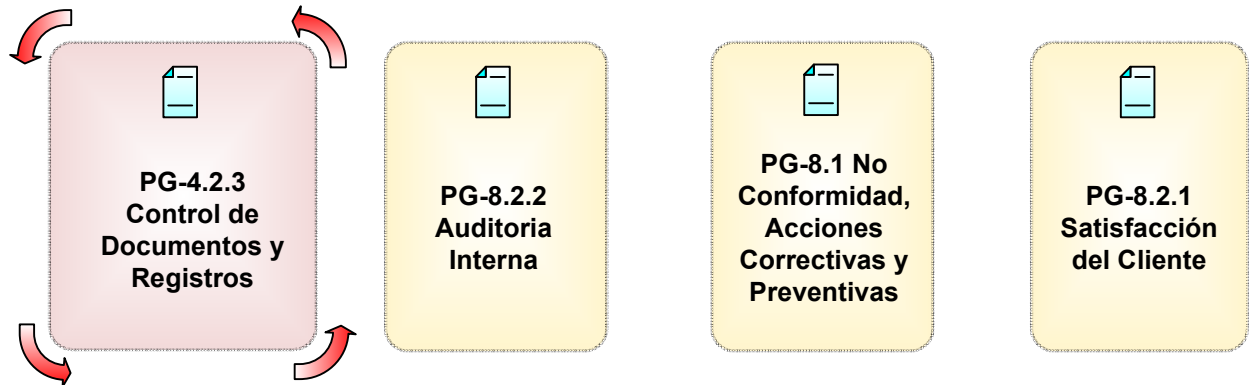 PG-4.2.3
Control de
Documentos y
Registros
PG-8.2.2
Auditoria
Interna
PG-8.1 No
Conformidad,
Acciones
Correctivas y
Preventivas
PG-8.2.1
Satisfacción
del Cliente